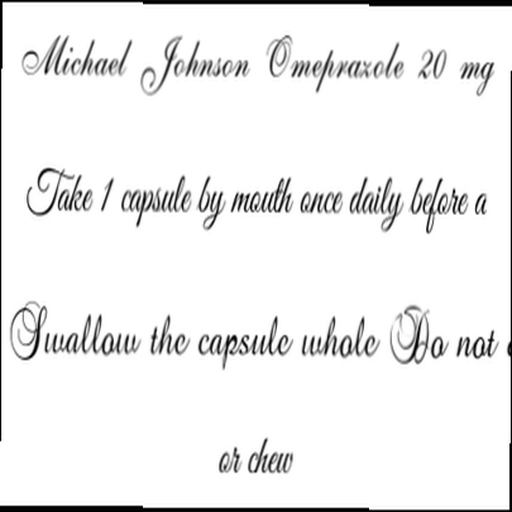 Michael Johnson Omeprazole 20 mg
Take 1 capsule by mouth once daily before a
Swallow the capsule whole Do not
or chew